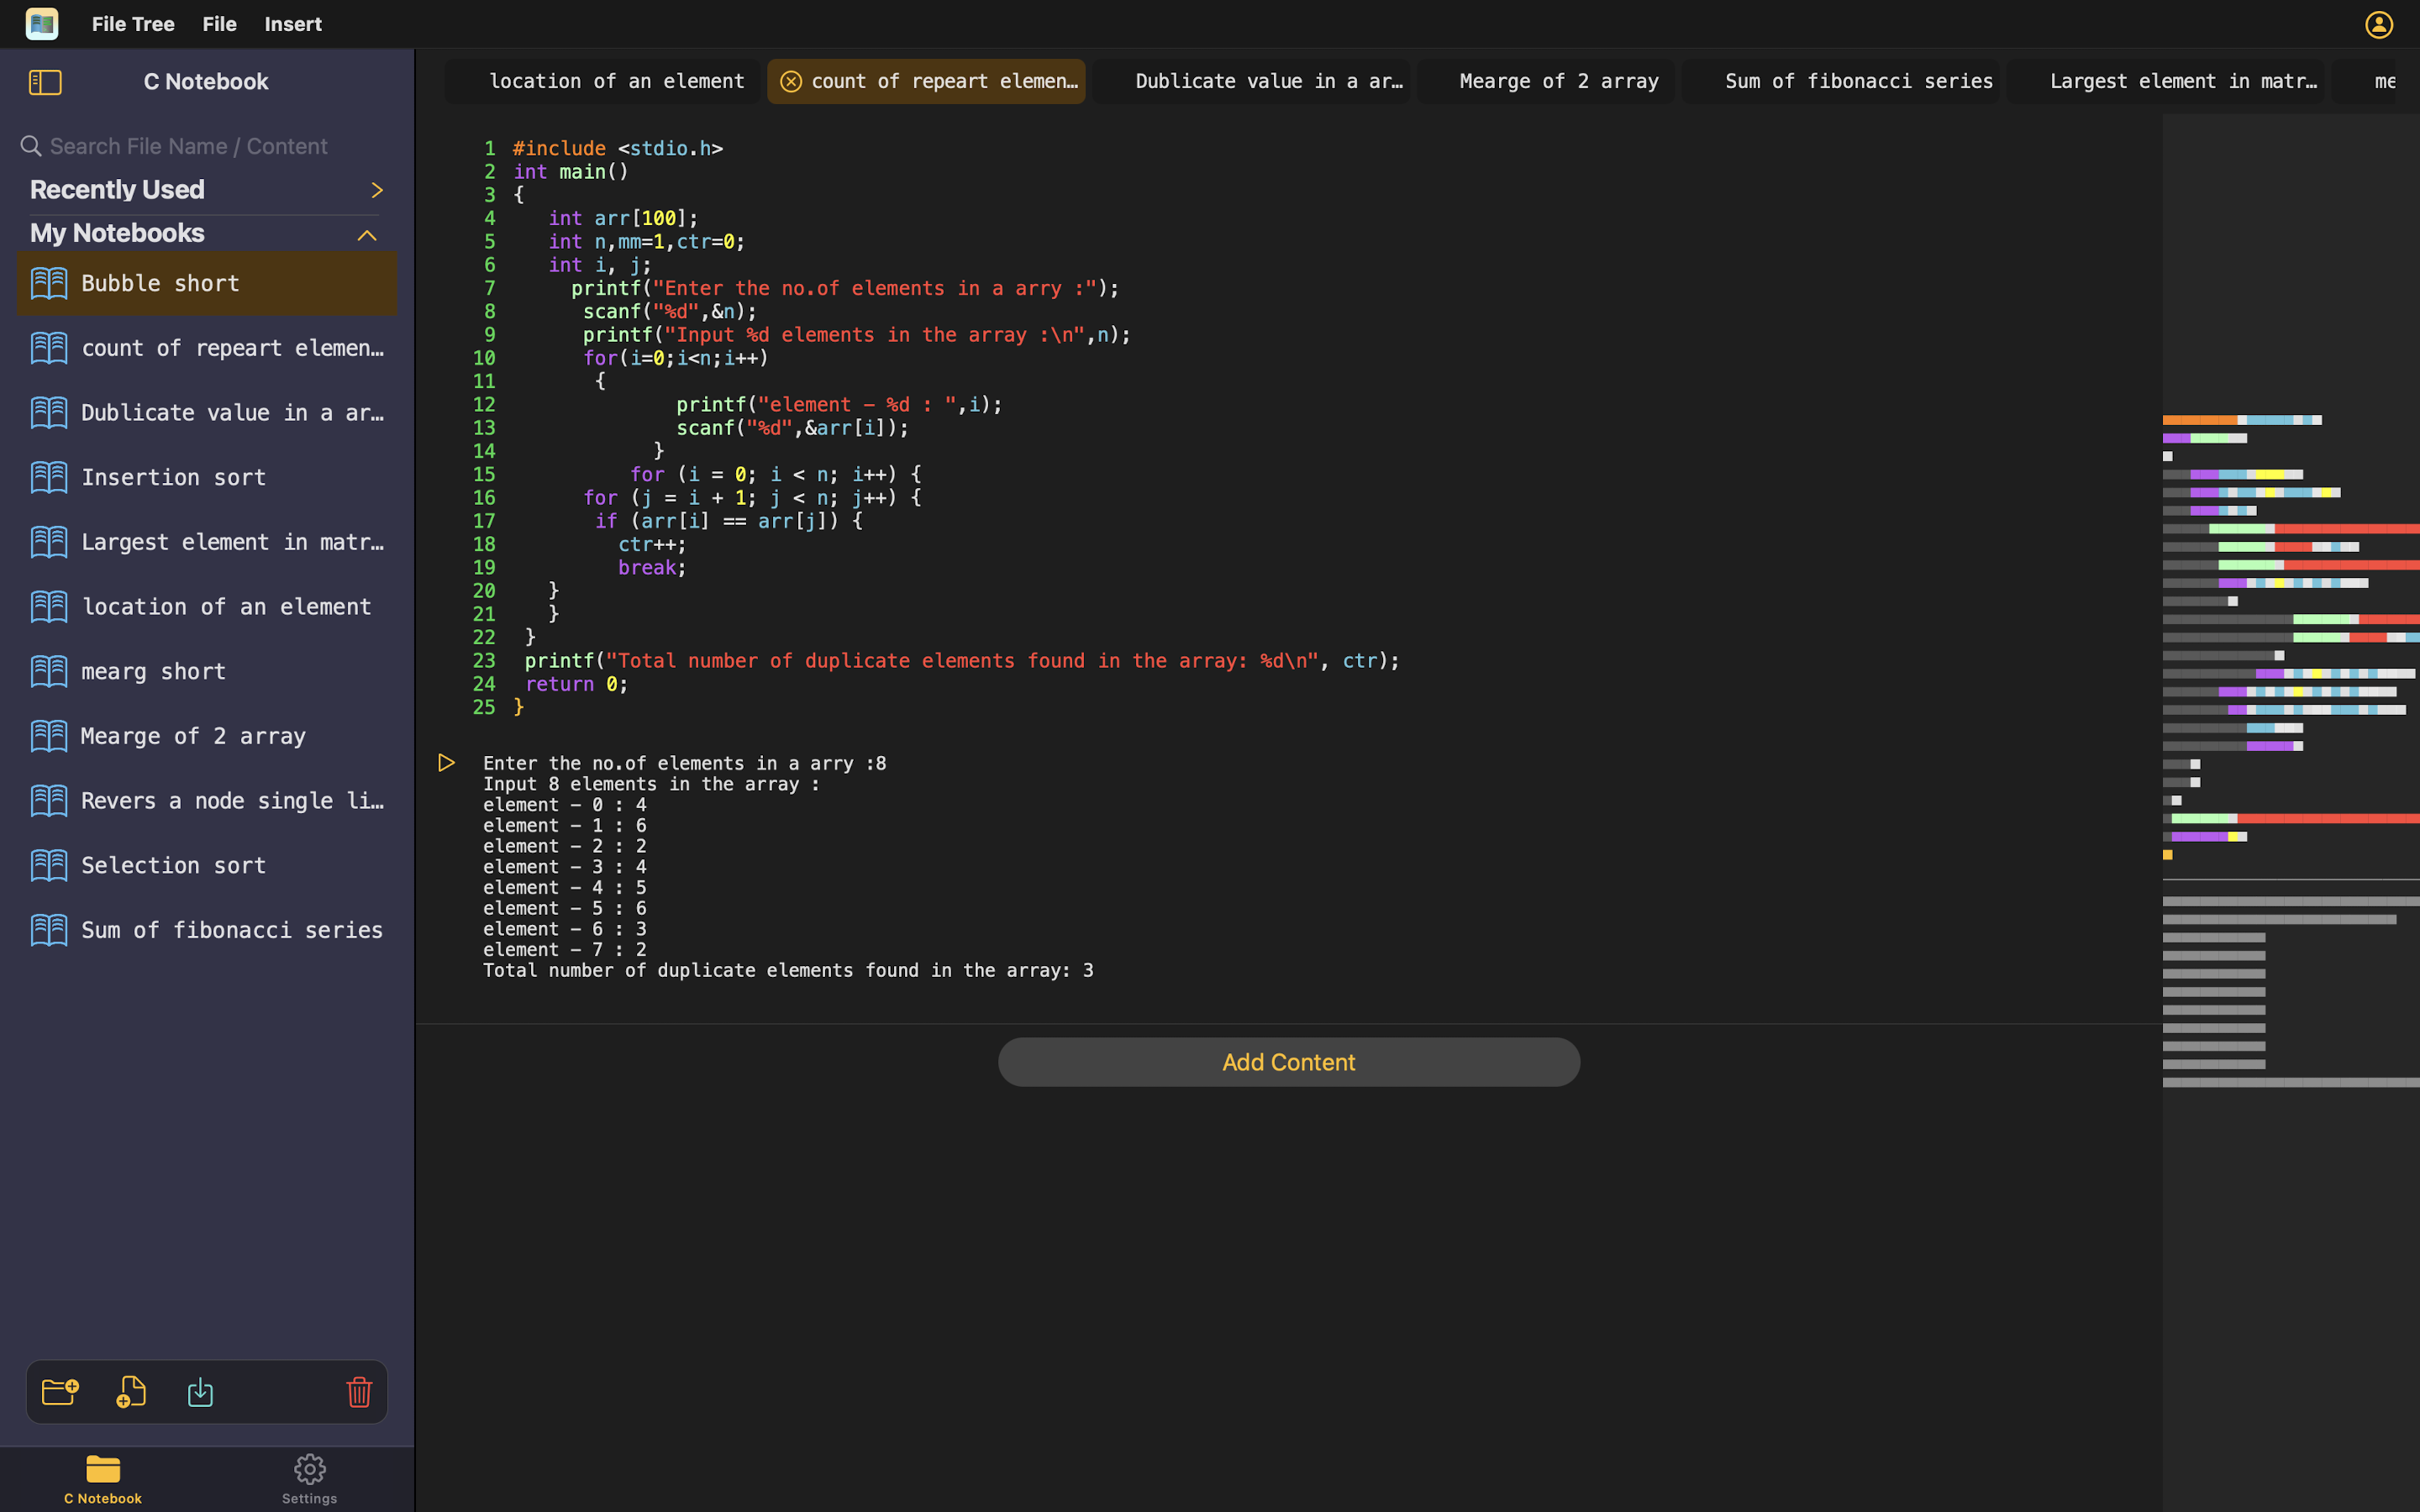 File Tree File Insert
C Notebook
Search File Name / Content
Recently Used
My Notebooks
Bubble short
count of repeart elemen…
Dublicate value in a ar…
Insertion sort
Largest element in matr…
location of an element
mearg short
Mearge of 2 array
Revers a node single li…
Selection sort
Sum of fibonacci series
C Notebook
Settings
location of an element count of repeart elemen… Dublicate value in a ar… Mearge of 2 array Sum of fibonacci series Largest element in matr… me
1 #include <stdio.h>
2 int main()
3 {
4 int arr[100];
5 int n,mm=1,ctr=0;
6 int i, j;
7 printf("Enter the no.of elements in a arry :");
8 scanf("%d",&n);
9 printf("Input %d elements in the array :\n",n);
10 for(i=0;i<n;i++)
11 {
12 printf("element – %d : ",i);
13 scanf("%d",&arr[i]);
14 }
15 for (i = 0; i < n; i++) {
16 for (j = i + 1; j < n; j++) {
17 if (arr[i] == arr[j]) {
18 ctr++;
19 break;
20 }
21 }
22 }
23 printf("Total number of duplicate elements found in the array: %d\n", ctr);
24 return 0;
25 }
Enter the no.of elements in a arry :8
Input 8 elements in the array :
element – 0 : 4
element – 1 : 6
element – 2 : 2
element – 3 : 4
element – 4 : 5
element – 5 : 6
element – 6 : 3
element – 7 : 2
Total number of duplicate elements found in the array: 3
Add Content